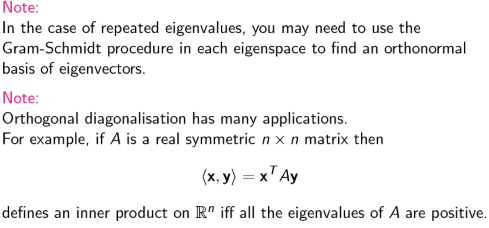 Note:
In the case of repeated eigenvalues, you may need to use the
Gram-Schmidt procedure in each eigenspace to find an orthonormal
basis of eigenvectors.
Note:
Orthogonal diagonalisation has many applications.
For example, if A is a real symmetric n × n matrix then
⟨x, y⟩ = xᵀAy
defines an inner product on ℝⁿ iff all the eigenvalues of A are positive.